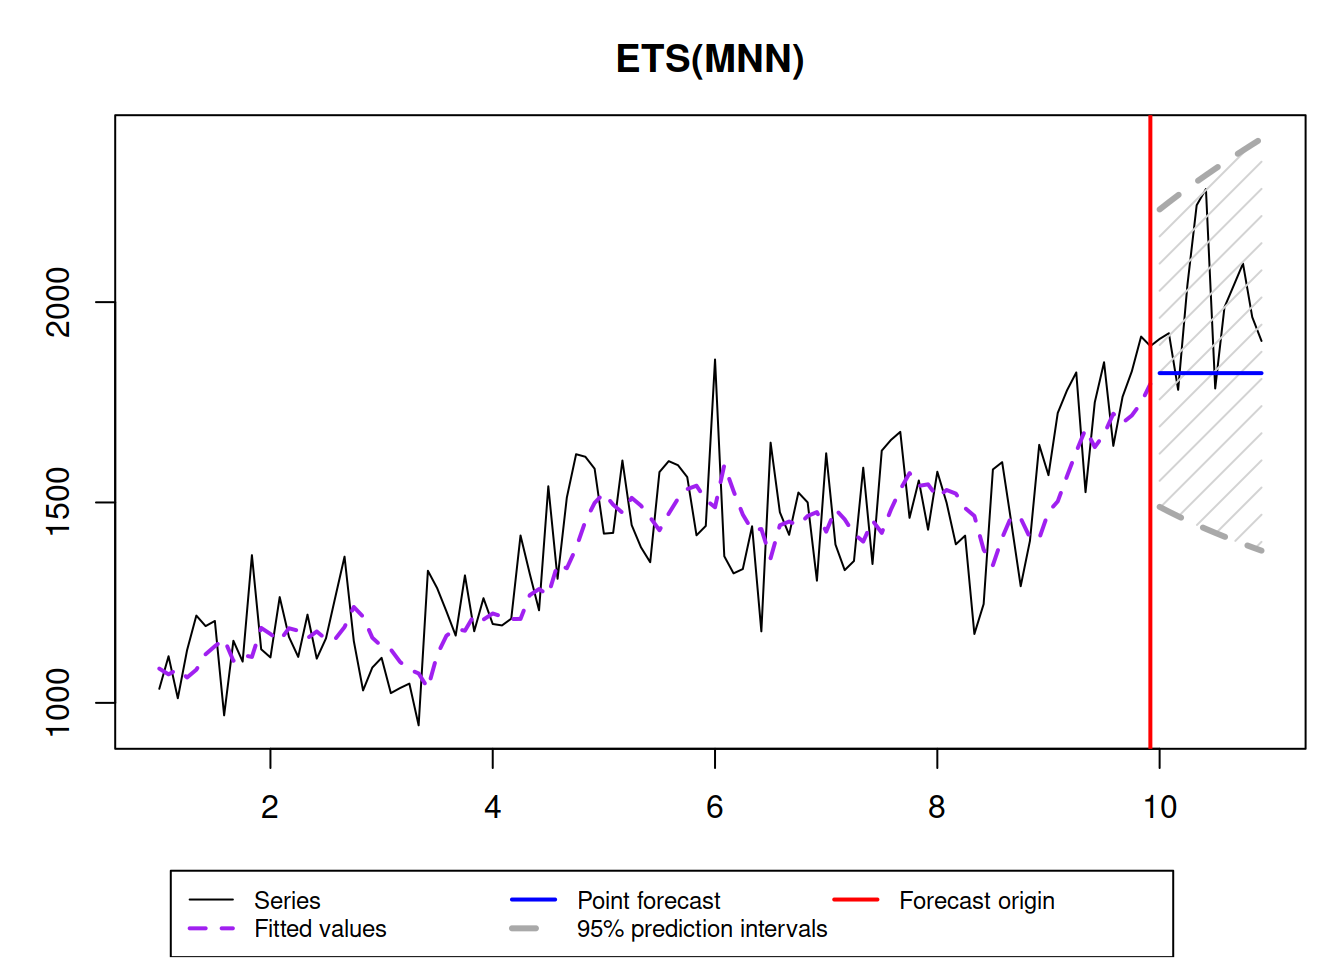 ETS(MNN)
2000
1500
1000
2 4 6 8 10
Series Point forecast Forecast origin
Fitted values 95% prediction intervals